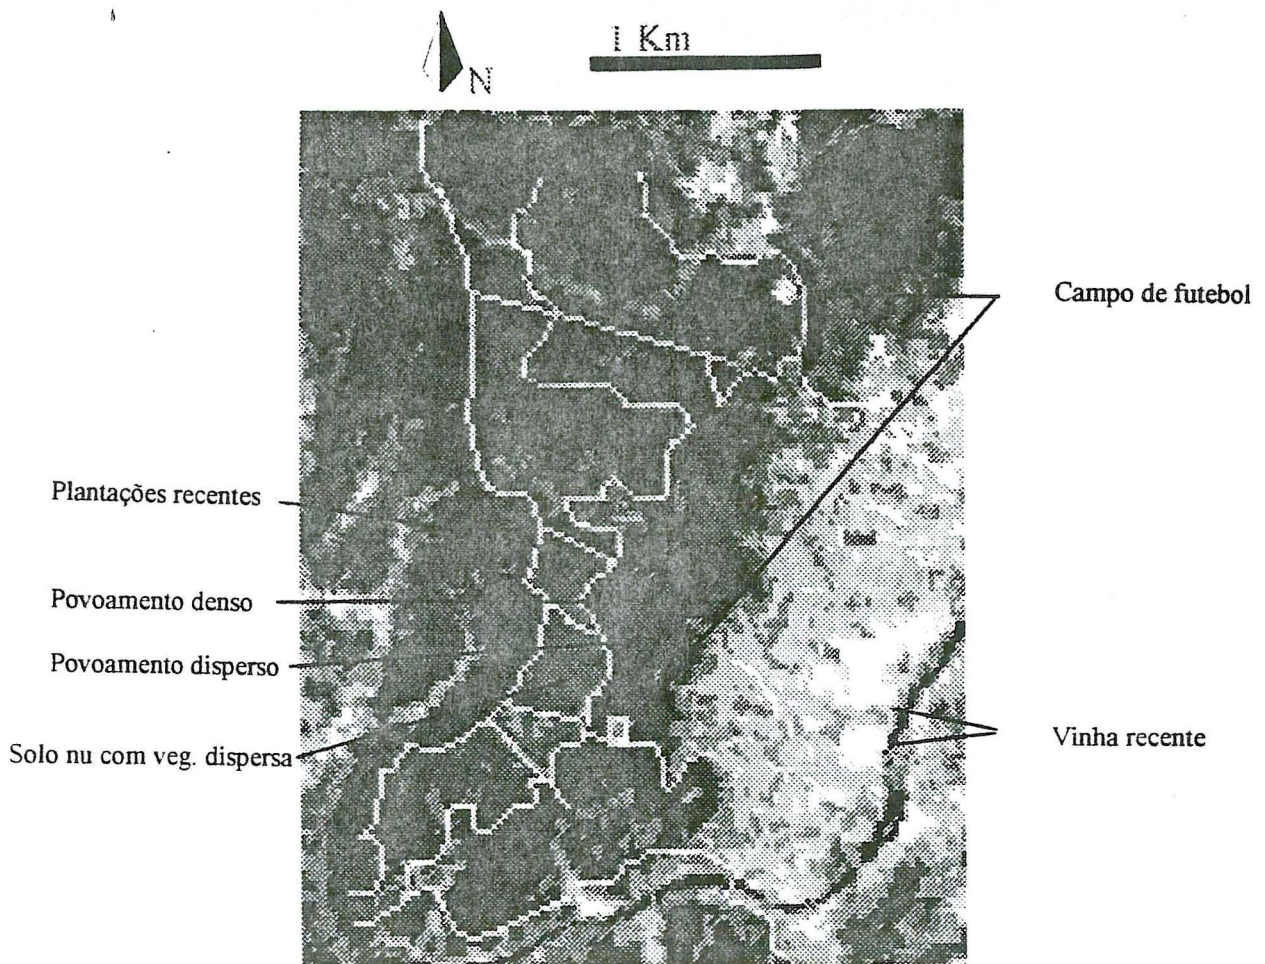 1 Km
N
Campo de futebol
Plantações recentes
Povoamento denso
Povoamento disperso
Solo nu com veg. dispersa
Vinha recente